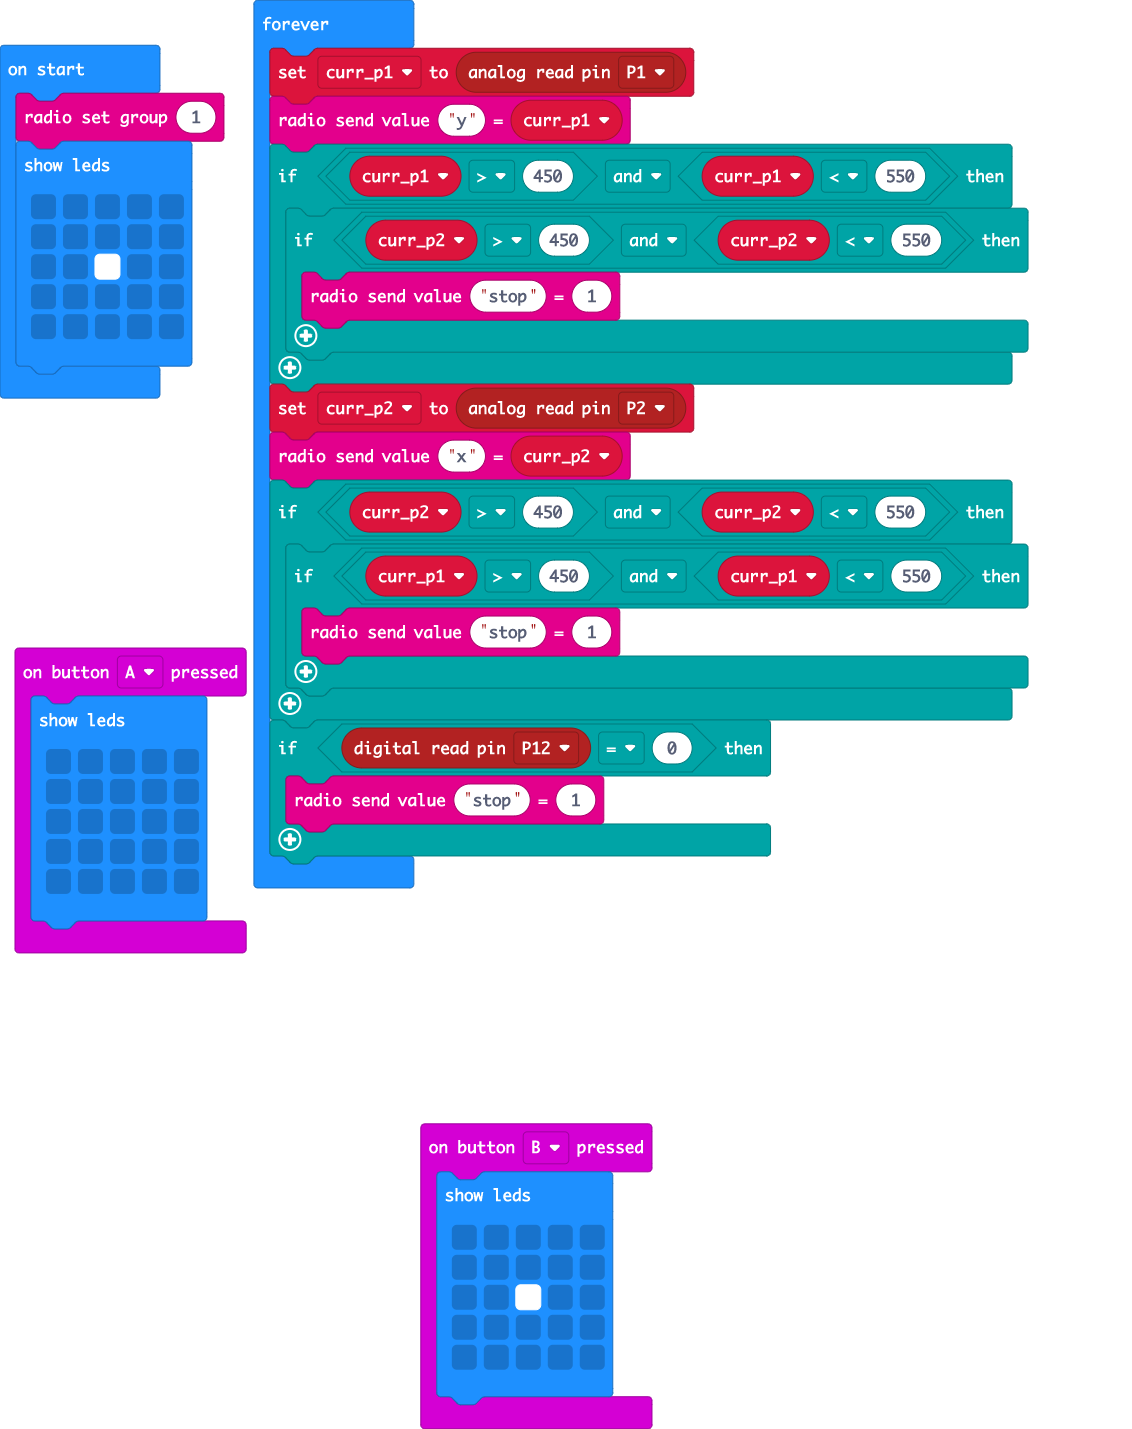 on start
radio set group 1
show leds
forever
set curr_p1 to analog read pin P1
radio send value "y" = curr_p1
if curr_p1 > 450 and curr_p1 < 550 then
if curr_p2 > 450 and curr_p2 < 550 then
radio send value "stop" = 1
set curr_p2 to analog read pin P2
radio send value "x" = curr_p2
if curr_p2 > 450 and curr_p2 < 550 then
if curr_p1 > 450 and curr_p1 < 550 then
radio send value "stop" = 1
if digital read pin P12 = 0 then
radio send value "stop" = 1
on button A pressed
show leds
on button B pressed
show leds